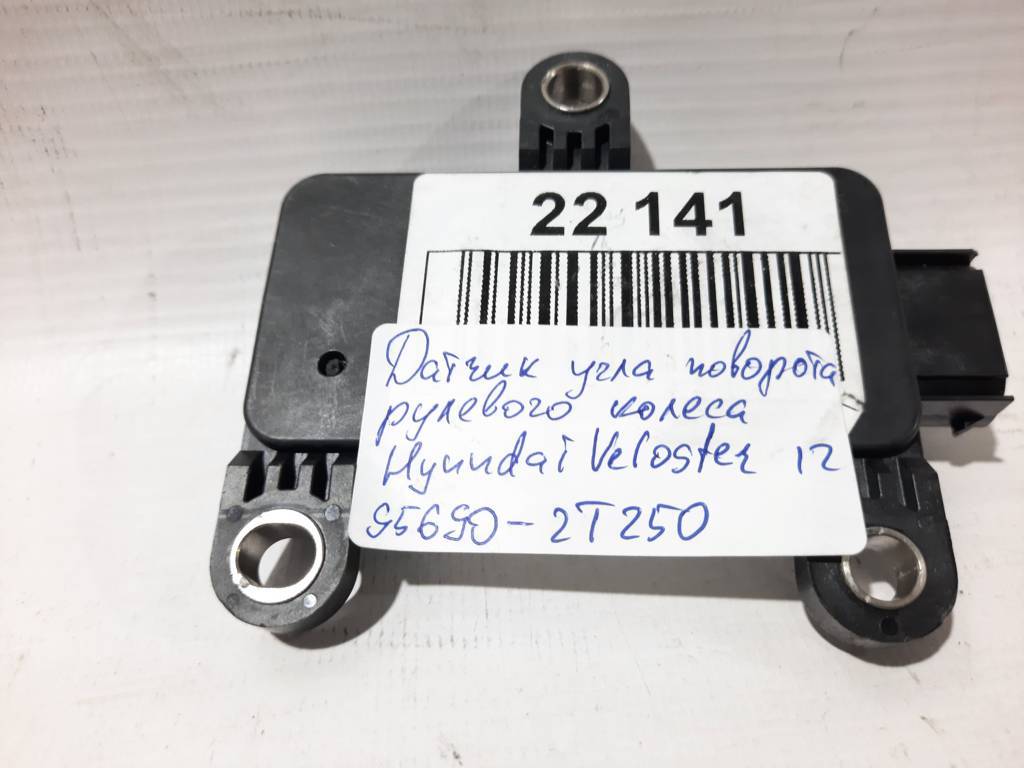 22 141
Датчик угла поворота
рулевого колеса
Hyundai Veloster 12
95690-2T250